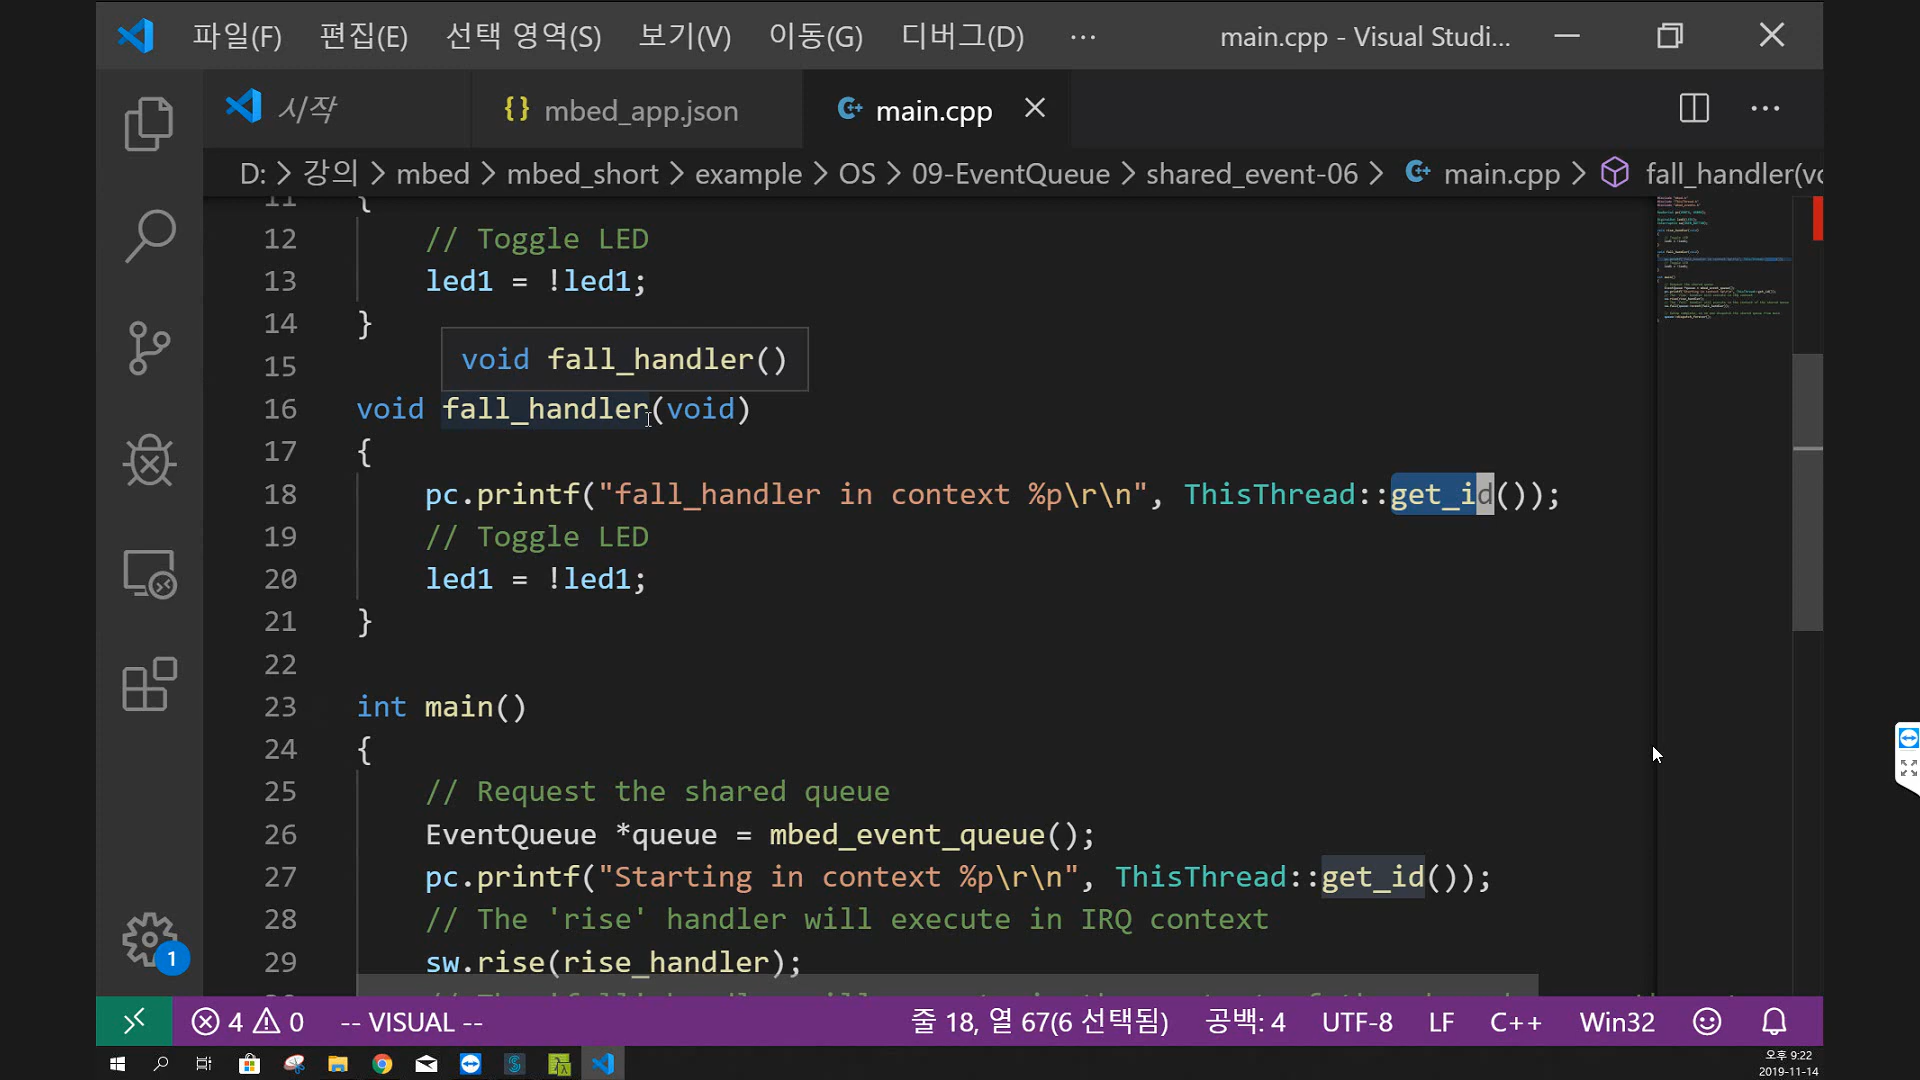 파일(F) 편집(E) 선택 영역(S) 보기(V) 이동(G) 디버그(D) ··· main.cpp - Visual Studi...
시작 {} mbed_app.json main.cpp
D: > 강의 > mbed > mbed_short > example > OS > 09-EventQueue > shared_event-06 > main.cpp > fall_handler(vo
11 {
12 // Toggle LED
13 led1 = !led1;
14 }
void fall_handler()
15
16 void fall_handler(void)
17 {
18 pc.printf("fall_handler in context %p\r\n", ThisThread::get_id());
19 // Toggle LED
20 led1 = !led1;
21 }
22
23 int main()
24 {
25 // Request the shared queue
26 EventQueue *queue = mbed_event_queue();
27 pc.printf("Starting in context %p\r\n", ThisThread::get_id());
28 // The 'rise' handler will execute in IRQ context
29 sw.rise(rise_handler);
1
4 0 -- VISUAL -- 줄 18, 열 67(6 선택됨) 공백: 4 UTF-8 LF C++ Win32
오후 9:22
2019-11-14